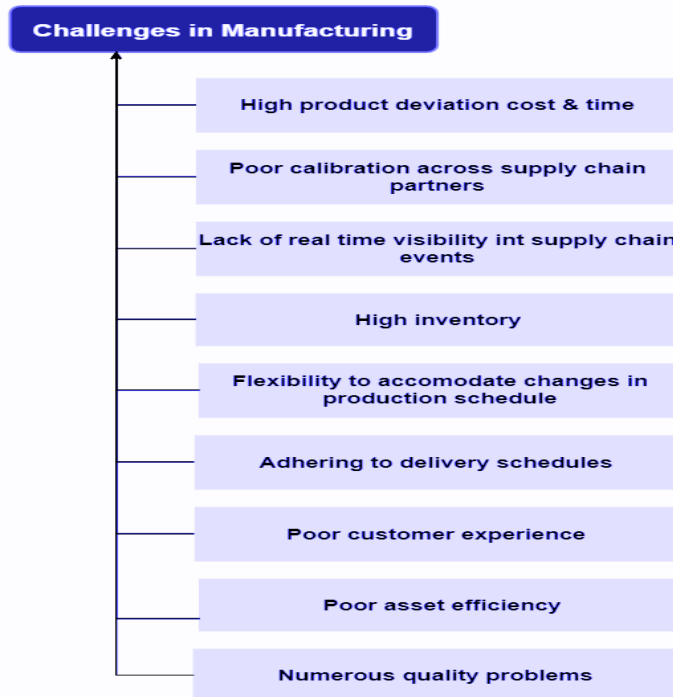 Challenges in Manufacturing
High product deviation cost & time
Poor calibration across supply chain
partners
Lack of real time visibility int supply chain
events
High inventory
Flexibility to accomodate changes in
production schedule
Adhering to delivery schedules
Poor customer experience
Poor asset efficiency
Numerous quality problems